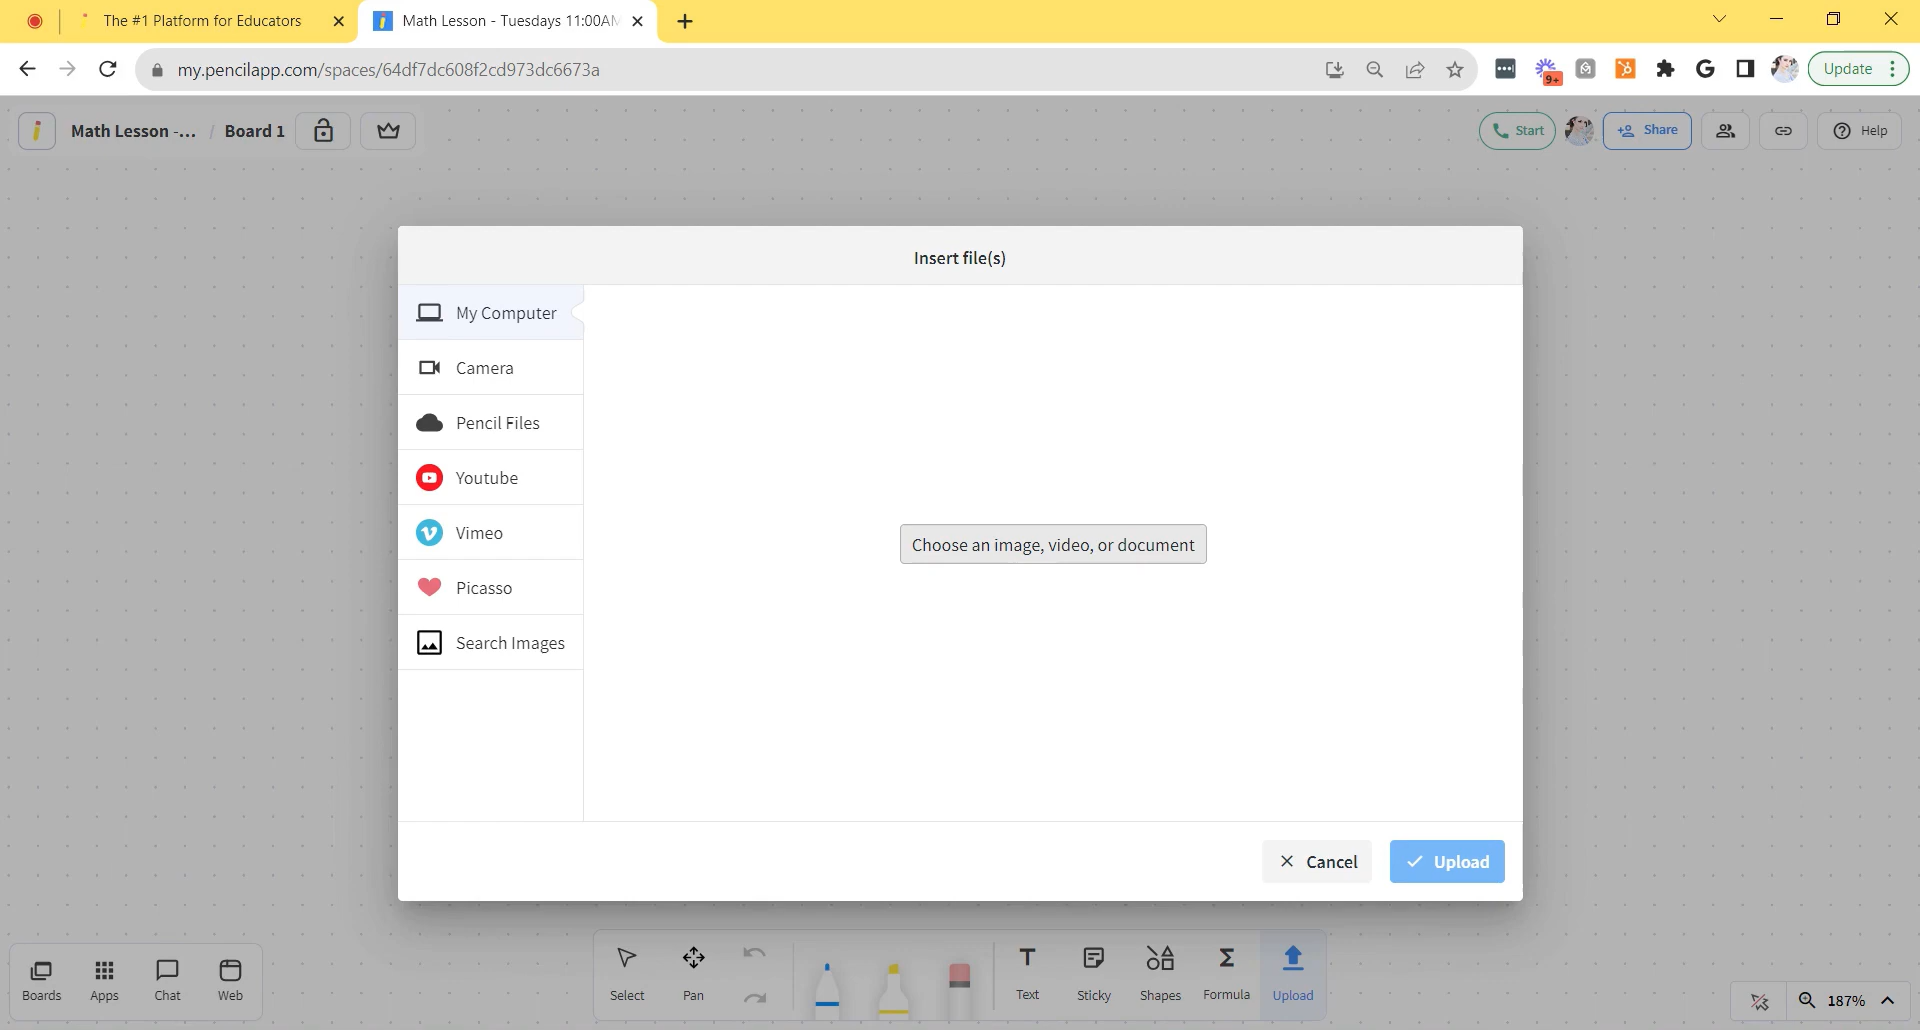 The #1 Platform for Educators
Math Lesson - Tuesdays 11:00AM
my.pencilapp.com/spaces/64df7dc608f2cd973dc6673a
9+
Update
Math Lesson -... / Board 1
Start
Share
Help
Insert file(s)
My Computer
Camera
Pencil Files
Youtube
Vimeo
Picasso
Search Images
Choose an image, video, or document
Cancel
Upload
Boards
Apps
Chat
Web
Select
Pan
Text
Sticky
Shapes
Formula
Upload
187%